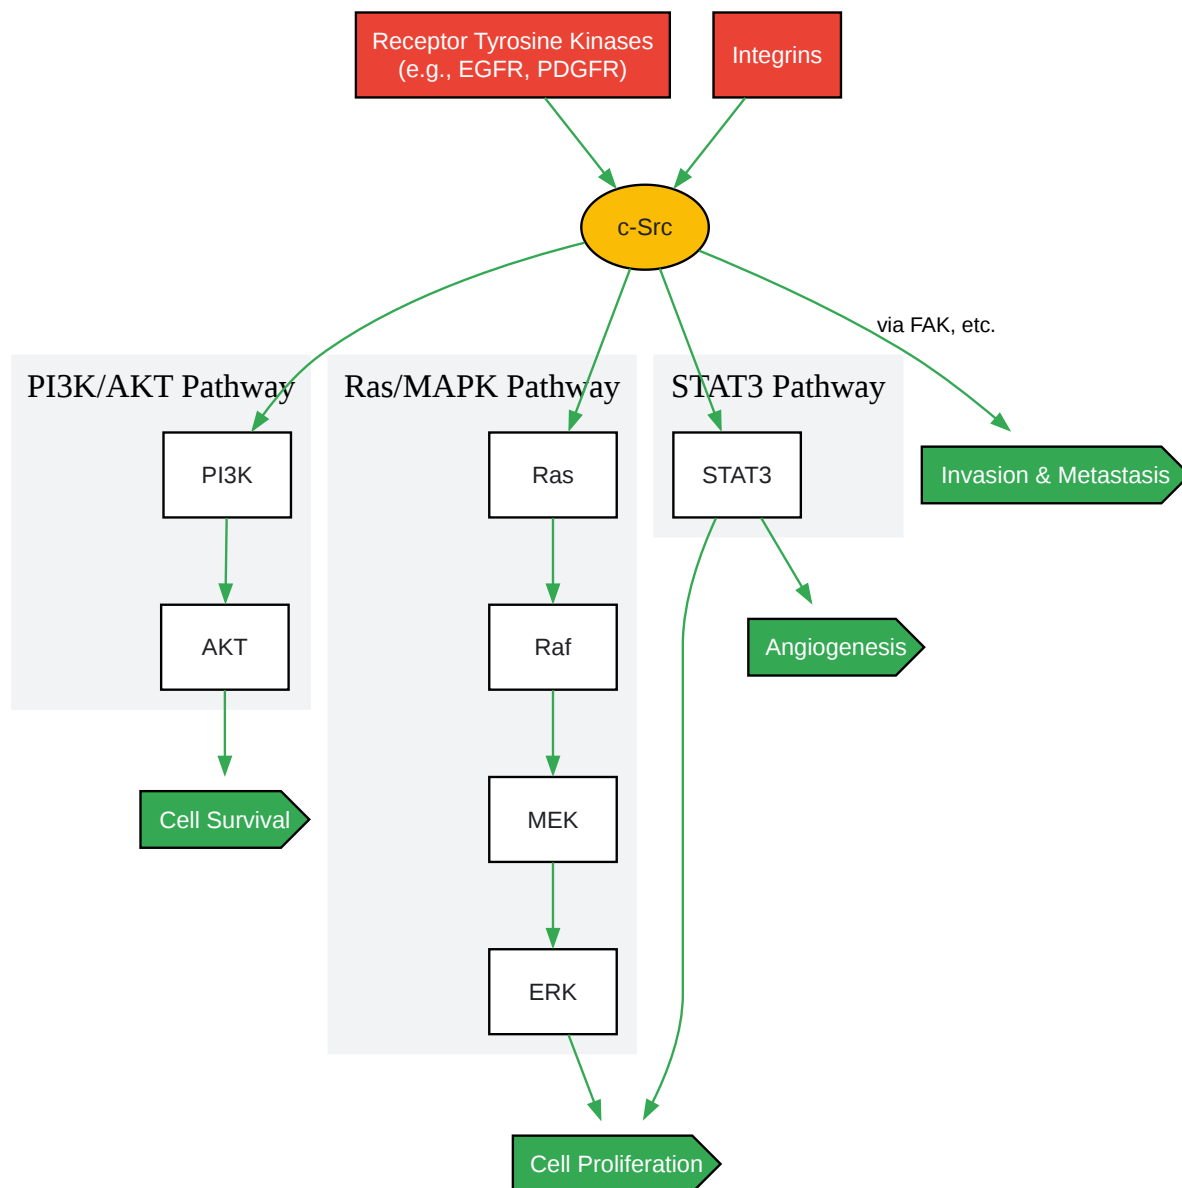 Receptor Tyrosine Kinases
(e.g., EGFR, PDGFR)
Integrins
c-Src
via FAK, etc.
PI3K/AKT Pathway
Ras/MAPK Pathway
STAT3 Pathway
PI3K
Ras
STAT3
Invasion & Metastasis
AKT
Raf
Angiogenesis
Cell Survival
MEK
ERK
Cell Proliferation